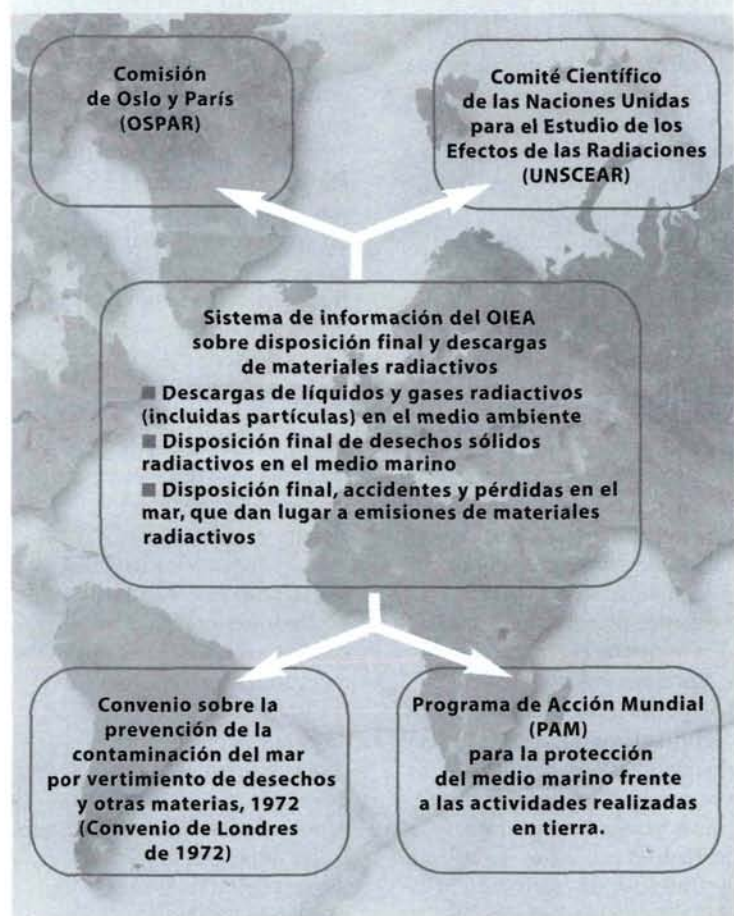 Comisión
de Oslo y París
(OSPAR)
Comité Científico
de las Naciones Unidas
para el Estudio de los
Efectos de las Radiaciones
(UNSCEAR)
Sistema de información del OIEA
sobre disposición final y descargas
de materiales radiactivos
■ Descargas de líquidos y gases radiactivos
(incluidas partículas) en el medio ambiente
■ Disposición final de desechos sólidos
radiactivos en el medio marino
■ Disposición final, accidentes y pérdidas en el
mar, que dan lugar a emisiones de materiales
radiactivos
Convenio sobre la
prevención de la
contaminación del mar
por vertimiento de desechos
y otras materias, 1972
(Convenio de Londres
de 1972)
Programa de Acción Mundial
(PAM)
para la protección
del medio marino frente
a las actividades realizadas
en tierra.